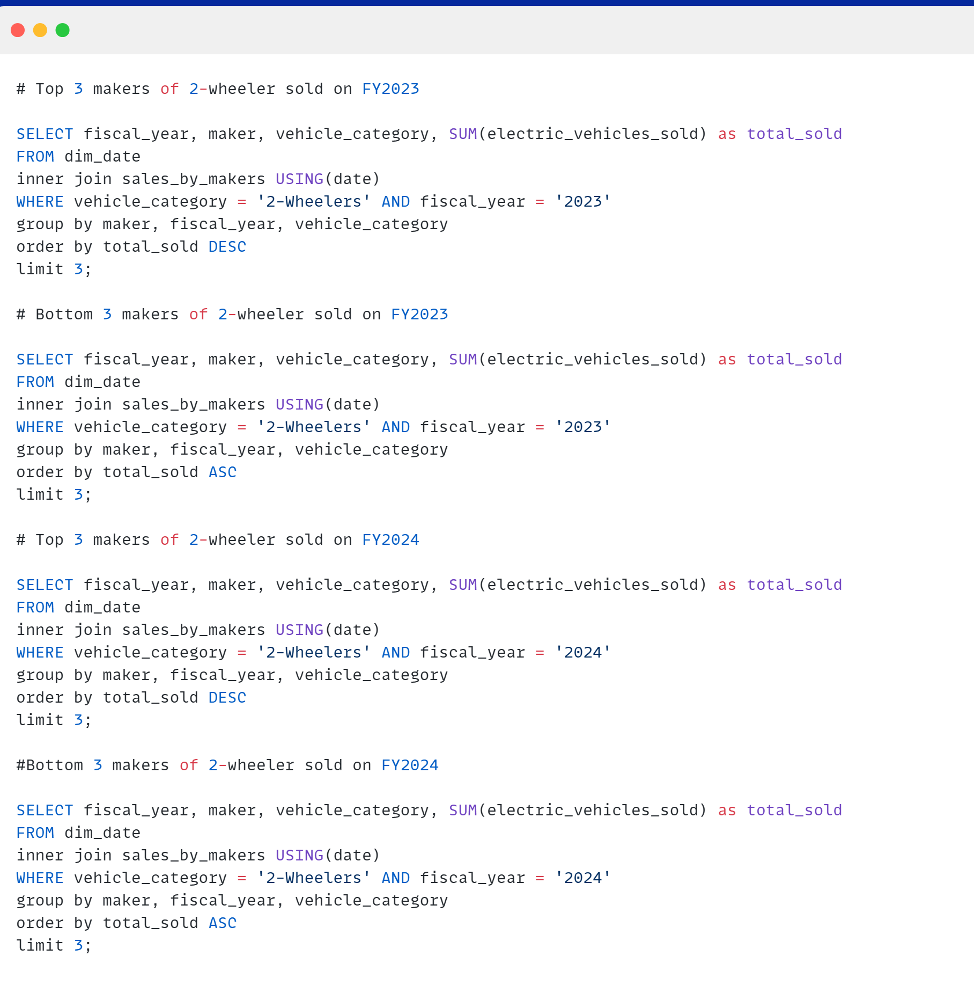 # Top 3 makers of 2-wheeler sold on FY2023
SELECT fiscal_year, maker, vehicle_category, SUM(electric_vehicles_sold) as total_sold
FROM dim_date
inner join sales_by_makers USING(date)
WHERE vehicle_category = '2-Wheelers' AND fiscal_year = '2023'
group by maker, fiscal_year, vehicle_category
order by total_sold DESC
limit 3;
# Bottom 3 makers of 2-wheeler sold on FY2023
SELECT fiscal_year, maker, vehicle_category, SUM(electric_vehicles_sold) as total_sold
FROM dim_date
inner join sales_by_makers USING(date)
WHERE vehicle_category = '2-Wheelers' AND fiscal_year = '2023'
group by maker, fiscal_year, vehicle_category
order by total_sold ASC
limit 3;
# Top 3 makers of 2-wheeler sold on FY2024
SELECT fiscal_year, maker, vehicle_category, SUM(electric_vehicles_sold) as total_sold
FROM dim_date
inner join sales_by_makers USING(date)
WHERE vehicle_category = '2-Wheelers' AND fiscal_year = '2024'
group by maker, fiscal_year, vehicle_category
order by total_sold DESC
limit 3;
#Bottom 3 makers of 2-wheeler sold on FY2024
SELECT fiscal_year, maker, vehicle_category, SUM(electric_vehicles_sold) as total_sold
FROM dim_date
inner join sales_by_makers USING(date)
WHERE vehicle_category = '2-Wheelers' AND fiscal_year = '2024'
group by maker, fiscal_year, vehicle_category
order by total_sold ASC
limit 3;